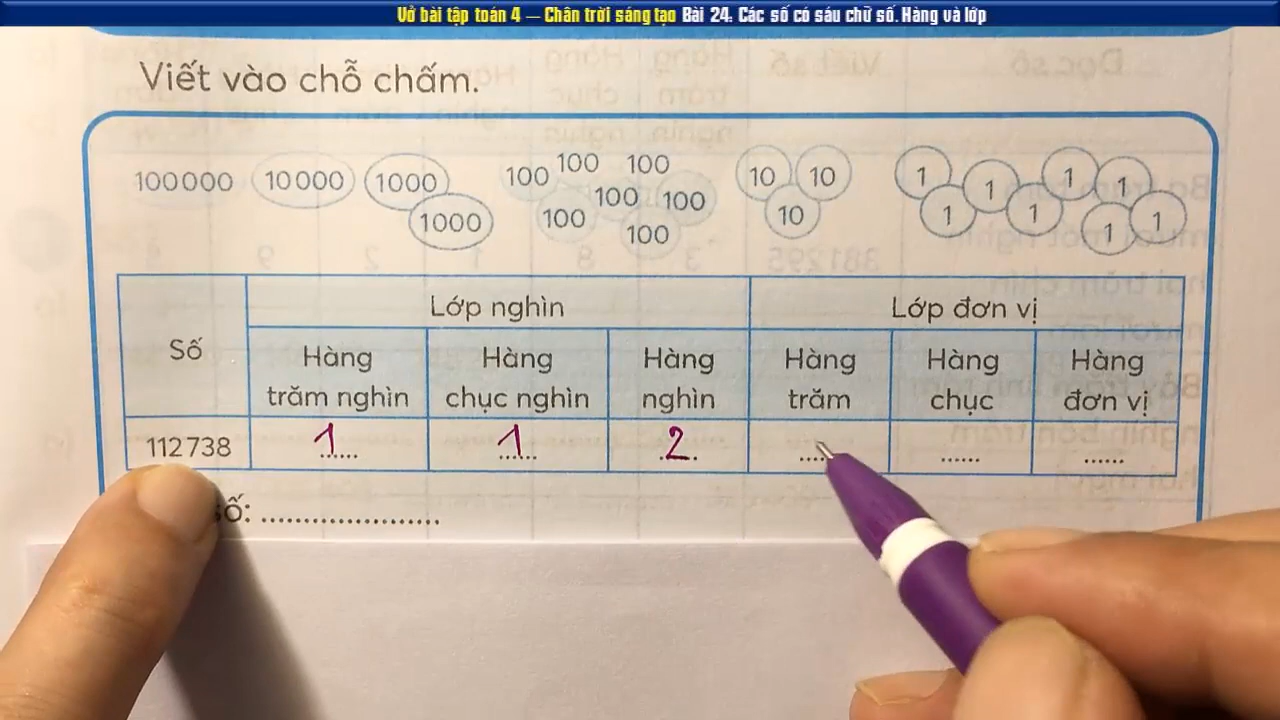 Vở bài tập toán 4 – Chân trời sáng tạo Bài 24. Các số có sáu chữ số. Hàng và lớp
Viết vào chỗ chấm.
100000 10000 1000 1000 100 100 100 100 100 100 100 10 10 10 1 1 1 1 1 1 1 1
Số Lớp nghìn Lớp đơn vị
Hàng trăm nghìn Hàng chục nghìn Hàng nghìn Hàng trăm Hàng chục Hàng đơn vị
112738 1 1 2 ...... ...... ......
số: ......................